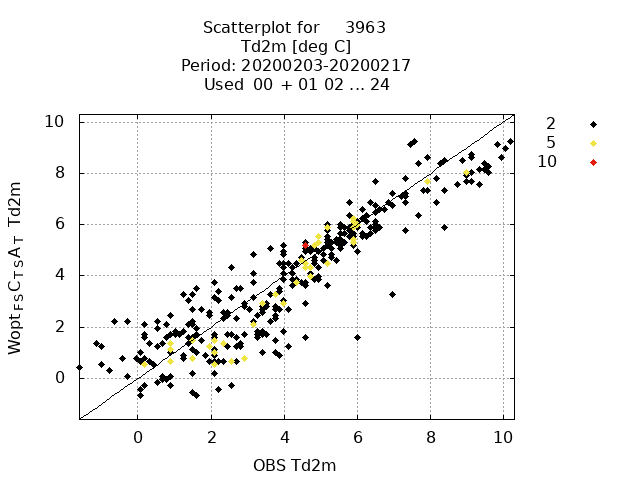 Scatterplot for 3963
Td2m [deg C]
Period: 20200203-20200217
Used 00 + 01 02 ... 24
2
5
10
10
8
6
4
2
0
Wopt FS C TS A T Td2m
0 2 4 6 8 10
OBS Td2m